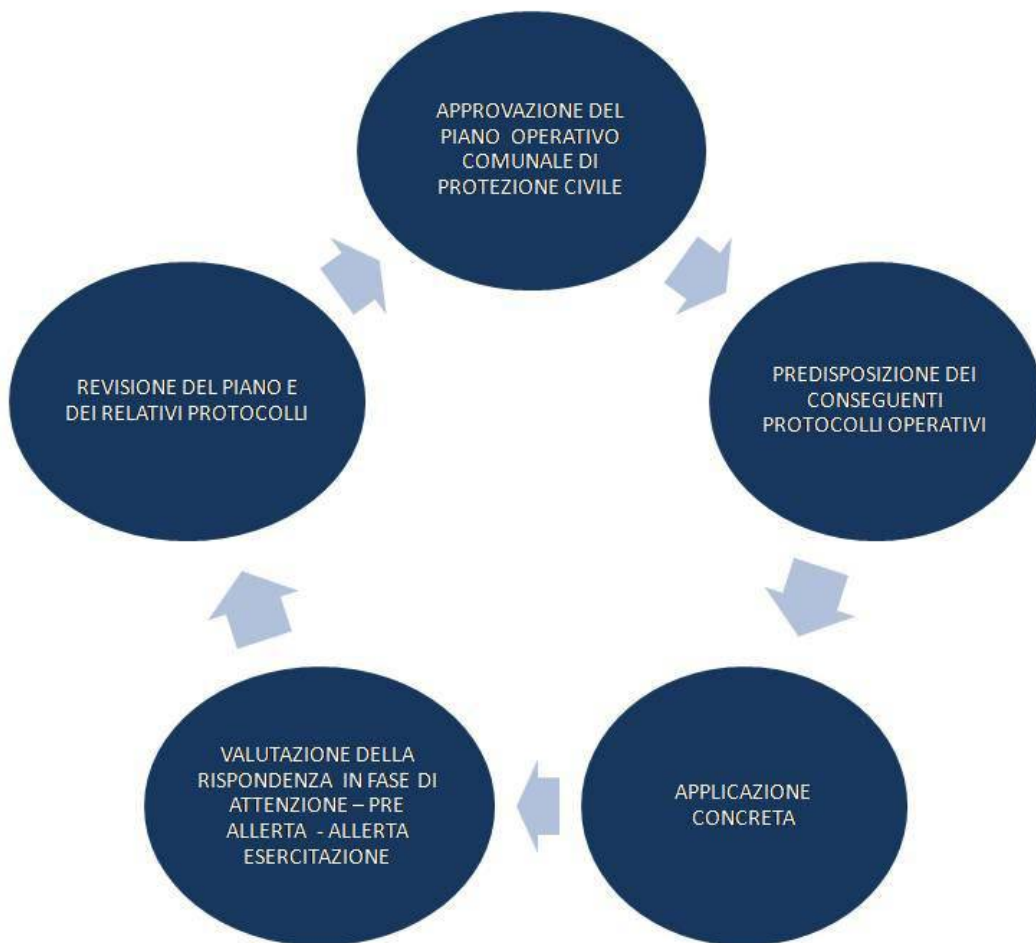 APPROVAZIONE DEL
PIANO OPERATIVO
COMUNALE DI
PROTEZIONE CIVILE
PREDISPOSIZIONE DEI
CONSEGUENTI
PROTOCOLLI OPERATIVI
APPLICAZIONE
CONCRETA
VALUTAZIONE DELLA
RISPONDENZA IN FASE DI
ATTENZIONE – PRE
ALLERTA - ALLERTA
ESERCITAZIONE
REVISIONE DEL PIANO E
DEI RELATIVI PROTOCOLLI